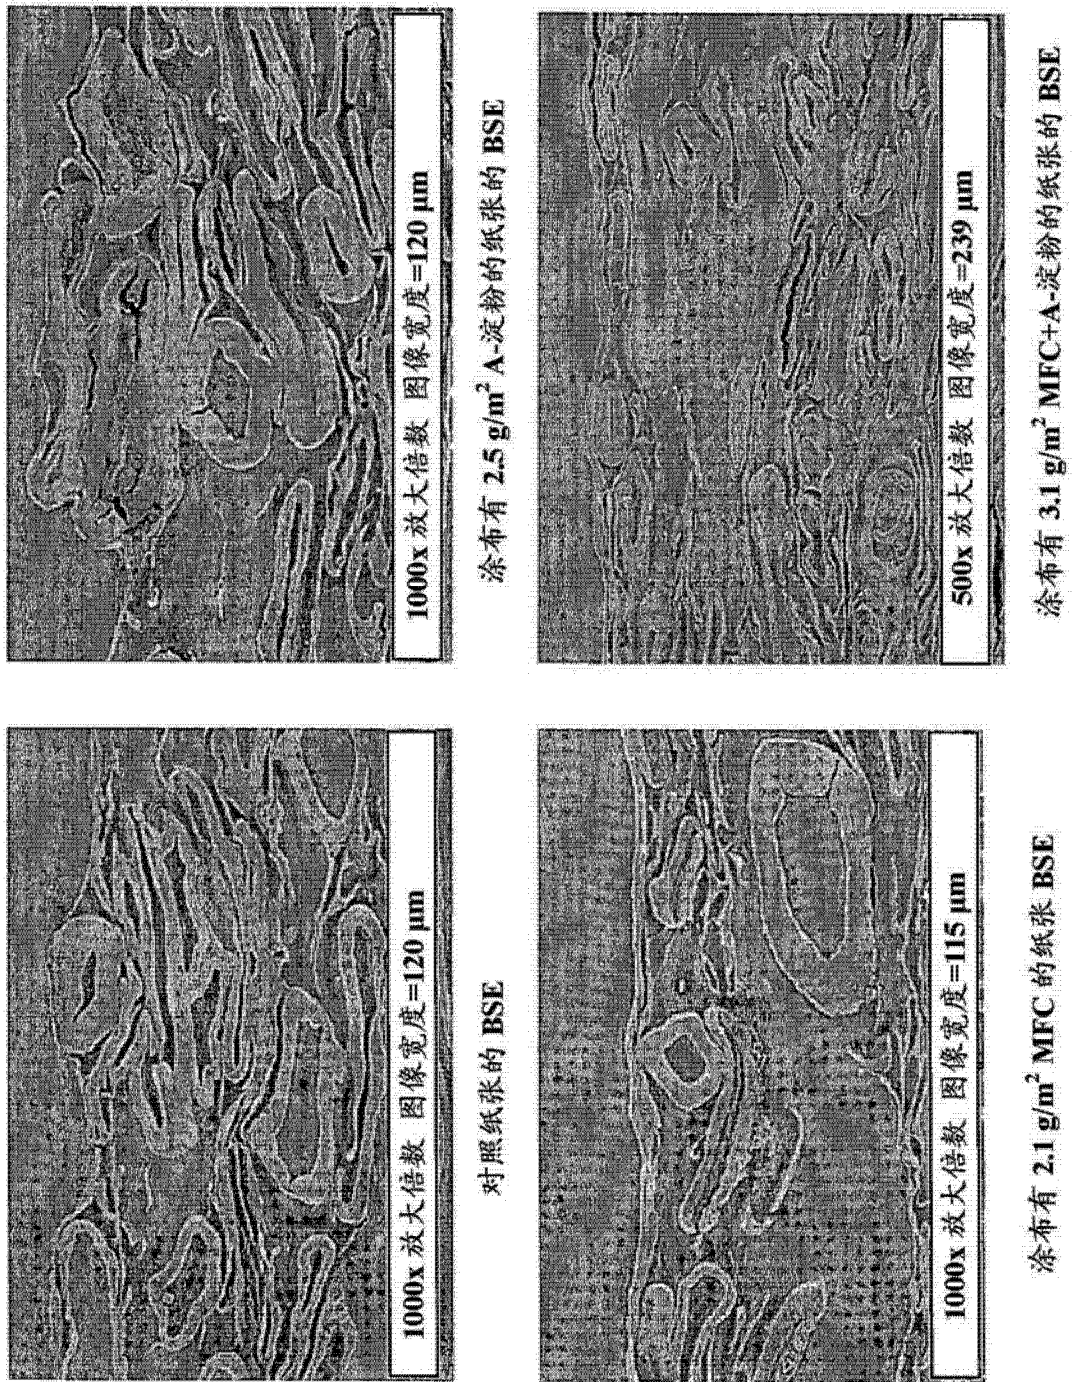 1000x 放大倍数 图像宽度=120 μm
对照纸张的 BSE
1000x 放大倍数 图像宽度=120 μm
涂布有 2.5 g/m² A-淀粉的纸张的 BSE
1000x 放大倍数 图像宽度=115 μm
涂布有 2.1 g/m² MFC 的纸张 BSE
500x 放大倍数 图像宽度=239 μm
涂布有 3.1 g/m² MFC+A-淀粉的纸张的 BSE